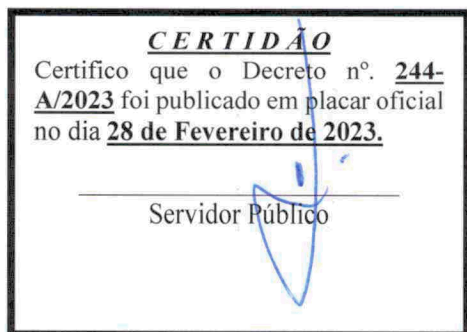 CERTIDÃO
Certifico que o Decreto nº. 244-
A/2023 foi publicado em placar oficial
no dia 28 de Fevereiro de 2023.
Servidor Público